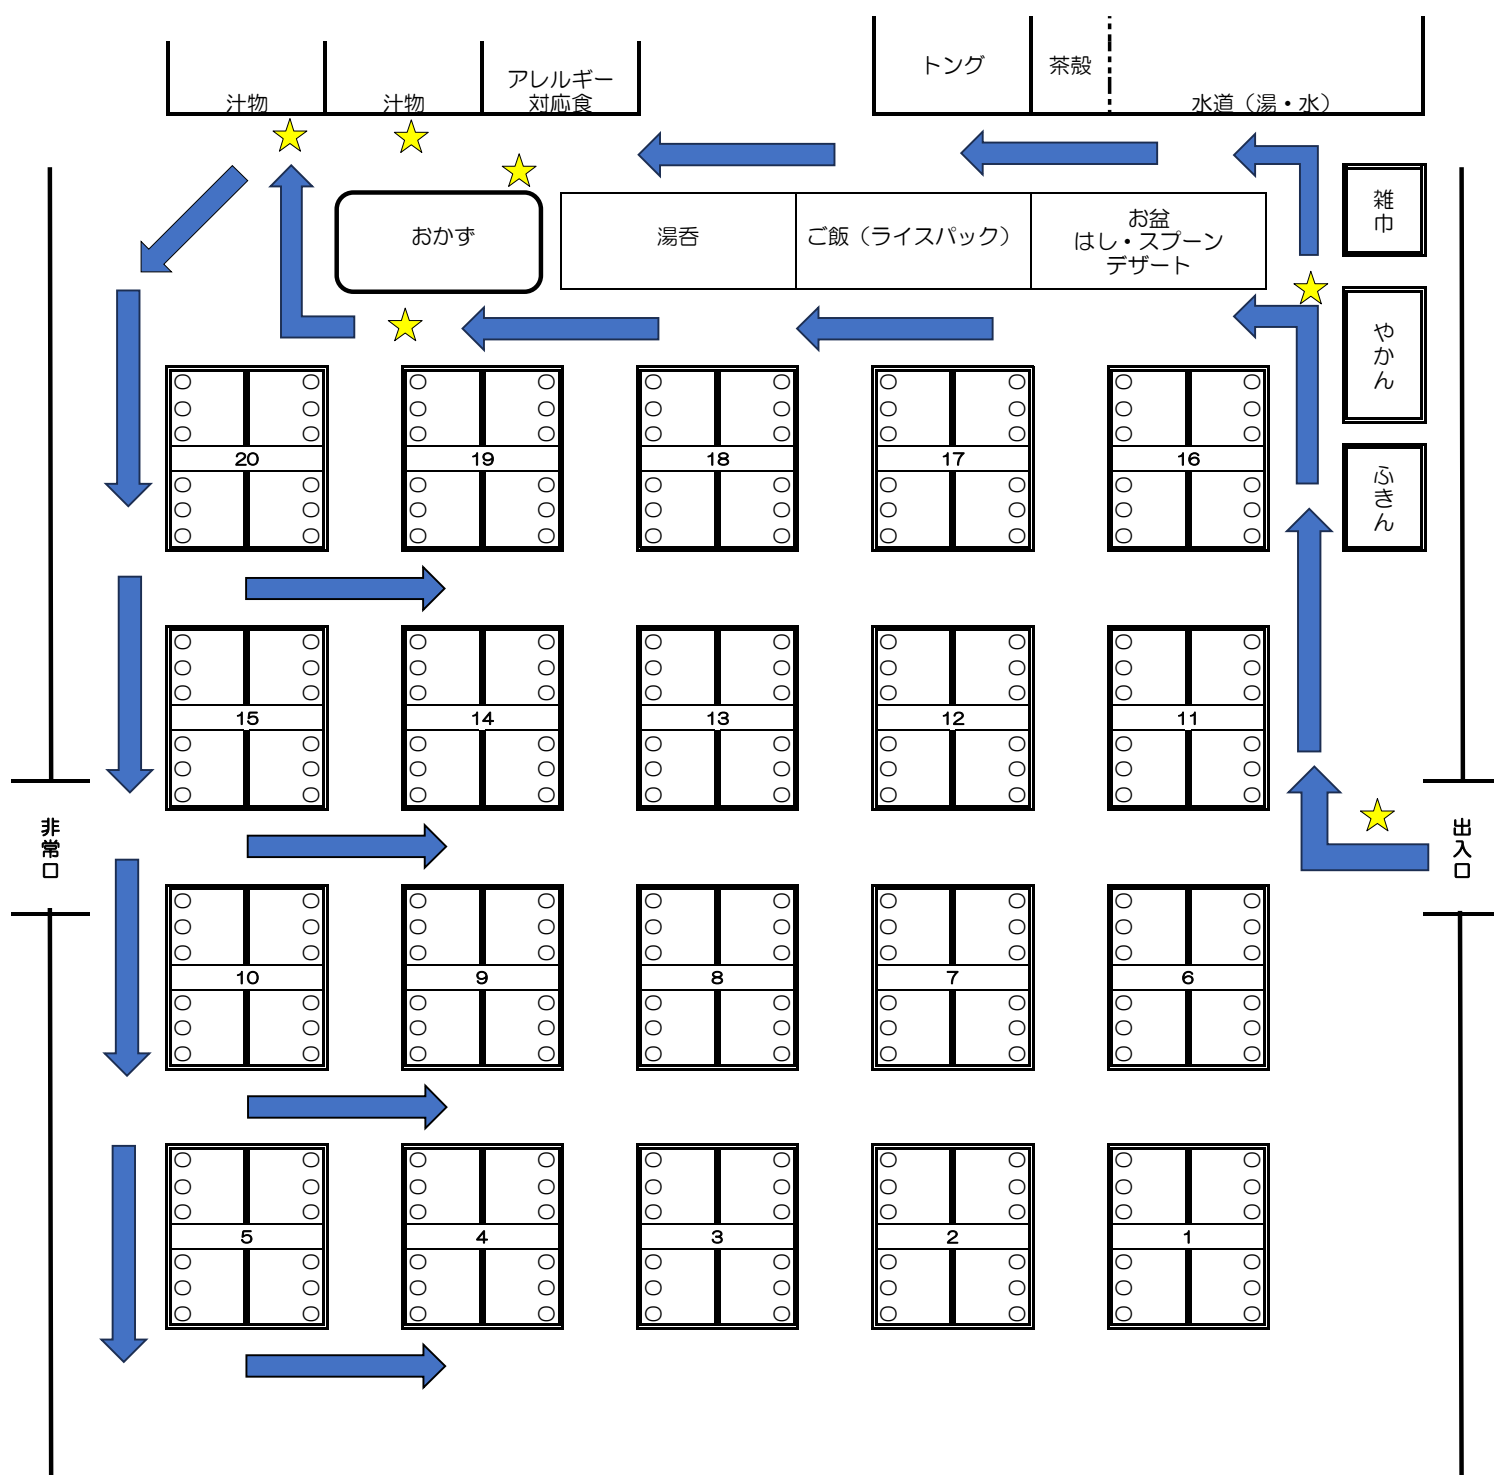 トング
茶殻
アレルギー
対応食
汁物
汁物
水道（湯・水）
雑巾
おかず
湯呑
ご飯（ライスパック）
お盆
はし・スプーン
デザート
やかん
ふきん
20
19
18
17
16
15
14
13
12
11
非常口
出入口
10
9
8
7
6
5
4
3
2
1